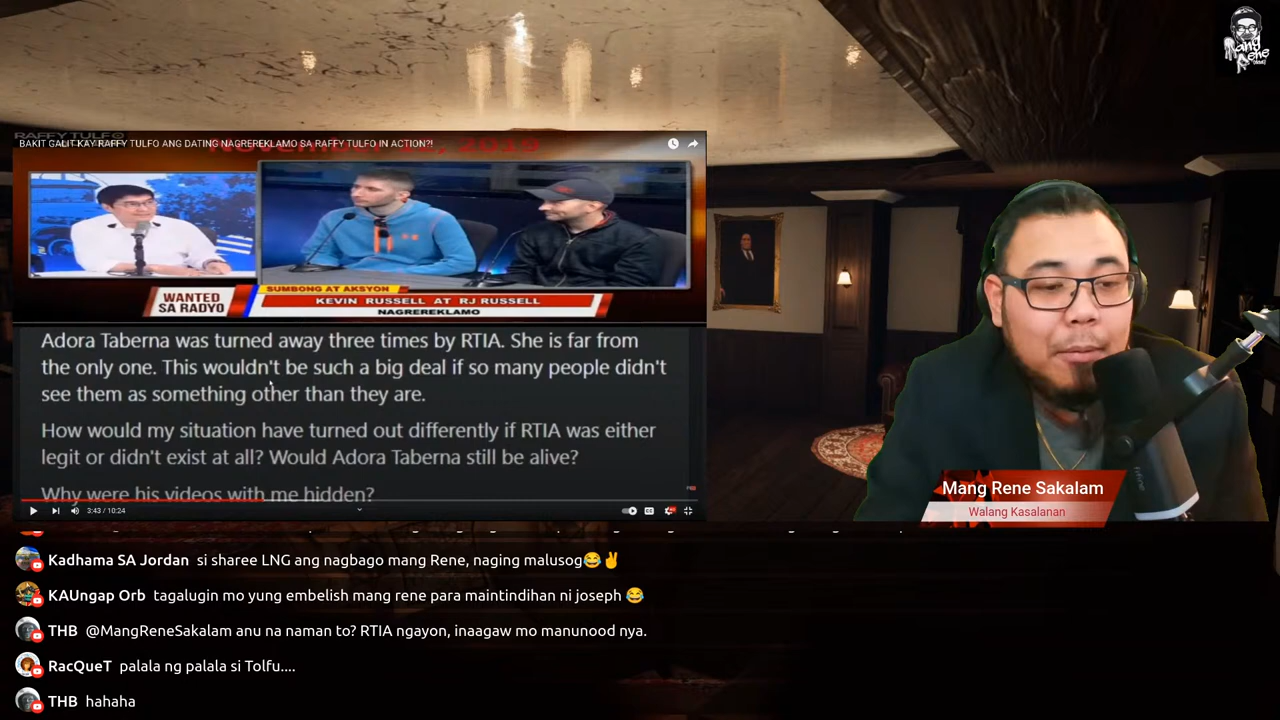 Mang Rene
RAFFY TULFO
BAKIT GALIT KAY RAFFY TULFO ANG DATING NAGREREKLAMO SA RAFFY TULFO IN ACTION?!
2019
SUMBONG AT AKSYON
WANTED SA RADYO
KEVIN RUSSELL AT RJ RUSSELL
NAGREREKLAMO
Adora Taberna was turned away three times by RTIA. She is far from
the only one. This wouldn't be such a big deal if so many people didn't
see them as something other than they are.
How would my situation have turned out differently if RTIA was either
legit or didn't exist at all? Would Adora Taberna still be alive?
Why were his videos with me hidden?
3:43 / 10:24
Mang Rene Sakalam
Walang Kasalanan
Kadhama SA Jordan si sharee LNG ang nagbago mang Rene, naging malusog😂✌
KAUngap Orb tagalugin mo yung embelish mang rene para maintindihan ni joseph 😂
THB @MangReneSakalam anu na naman to? RTIA ngayon, inaagaw mo manunood nya.
RacQueT palala ng palala si Tolfu....
THB hahaha